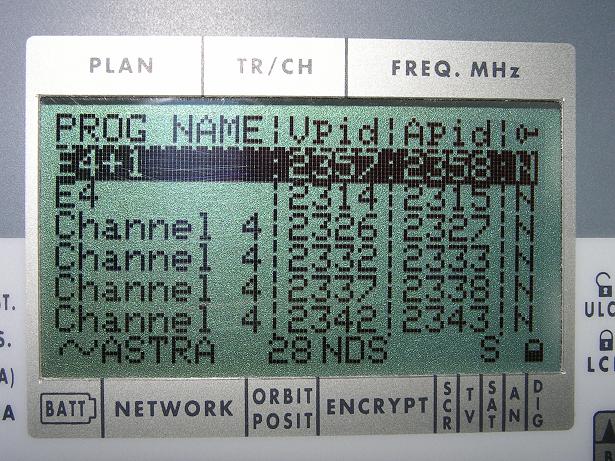 PLAN TR/CH FREQ. MHz
PROG NAME Vpid Apid
E4+1 2357 2358 N
E4 2314 2315 N
Channel 4 2326 2327 N
Channel 4 2332 2333 N
Channel 4 2337 2338 N
Channel 4 2342 2343 N
~ASTRA 28 NDS S
BATT NETWORK ORBIT POSIT ENCRYPT SCR TV SAT AN DIG